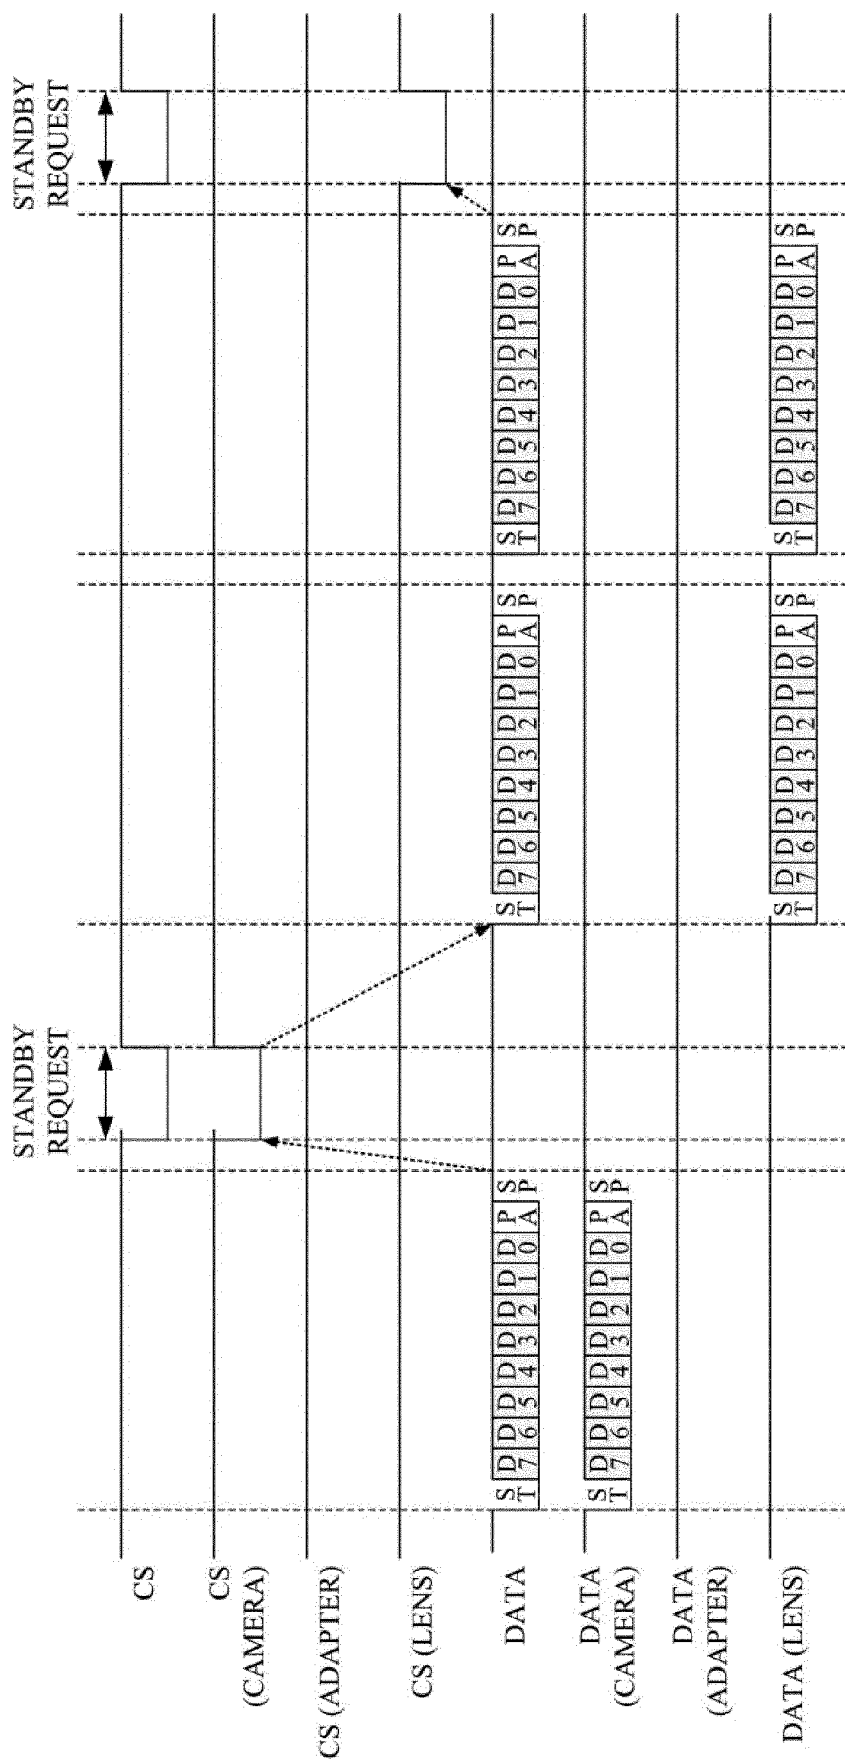 STANDBY
REQUEST
STANDBY
REQUEST
CS
CS
(CAMERA)
CS (ADAPTER)
CS (LENS)
DATA
S D D D D D D D D P S
T 7 6 5 4 3 2 1 0 A P
S D D D D D D D D P S
T 7 6 5 4 3 2 1 0 A P
S D D D D D D D D P S
T 7 6 5 4 3 2 1 0 A P
DATA
(CAMERA)
S D D D D D D D D P S
T 7 6 5 4 3 2 1 0 A P
DATA
(ADAPTER)
DATA (LENS)
S D D D D D D D D P S
T 7 6 5 4 3 2 1 0 A P
S D D D D D D D D P S
T 7 6 5 4 3 2 1 0 A P